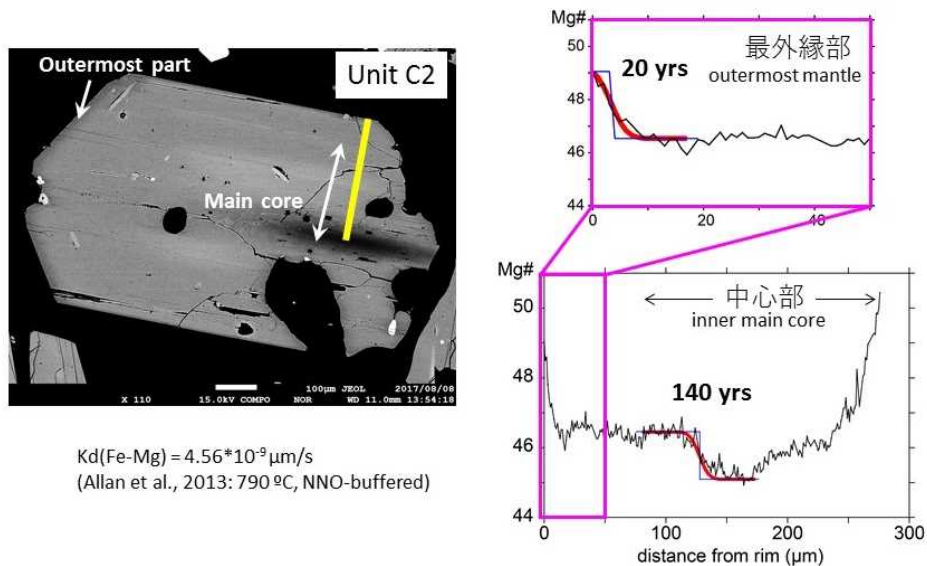 Outermost part
Unit C2
Main core
100μm JEOL 2017/08/08
X 110 15.0kV COMPO NOR WD 11.0mm 13:54:18
Kd(Fe-Mg) = 4.56*10⁻⁹ μm/s
(Allan et al., 2013: 790 ºC, NNO-buffered)
Mg#
50
48
46
44
0 20 40
20 yrs
最外縁部
outermost mantle
Mg#
50
48
46
44
0 100 200 300
中心部
inner main core
140 yrs
distance from rim (μm)